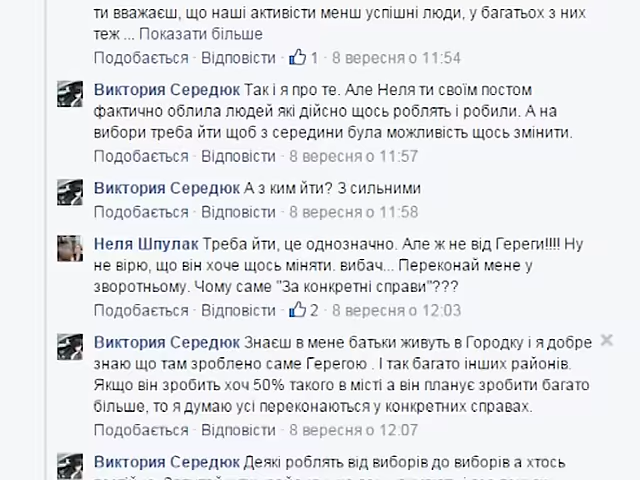 ти вважаєш, що наші активісти менш успішні люди, у багатьох з них
теж ... Показати більше
Подобається · Відповісти · 1 · 8 вересня о 11:54
Виктория Середюк Так і я про те. Але Неля ти своїм постом
фактично облила людей які дійсно щось роблять і робили. А на
вибори треба йти щоб з середини була можливість щось змінити.
Подобається · Відповісти · 8 вересня о 11:57
Виктория Середюк А з ким йти? З сильними
Подобається · Відповісти · 8 вересня о 11:58
Неля Шпулак Треба йти, це однозначно. Але ж не від Гереги!!!! Ну
не вірю, що він хоче щось міняти. вибач... Переконай мене у
зворотньому. Чому саме "За конкретні справи"???
Подобається · Відповісти · 2 · 8 вересня о 12:03
Виктория Середюк Знаєш в мене батьки живуть в Городку і я добре
знаю що там зроблено саме Герегою . І так багато інших районів.
Якщо він зробить хоч 50% такого в місті а він планує зробити багато
більше, то я думаю усі переконаються у конкретних справах.
Подобається · Відповісти · 8 вересня о 12:07
Виктория Середюк Деякі роблять від виборів до виборів а хтось